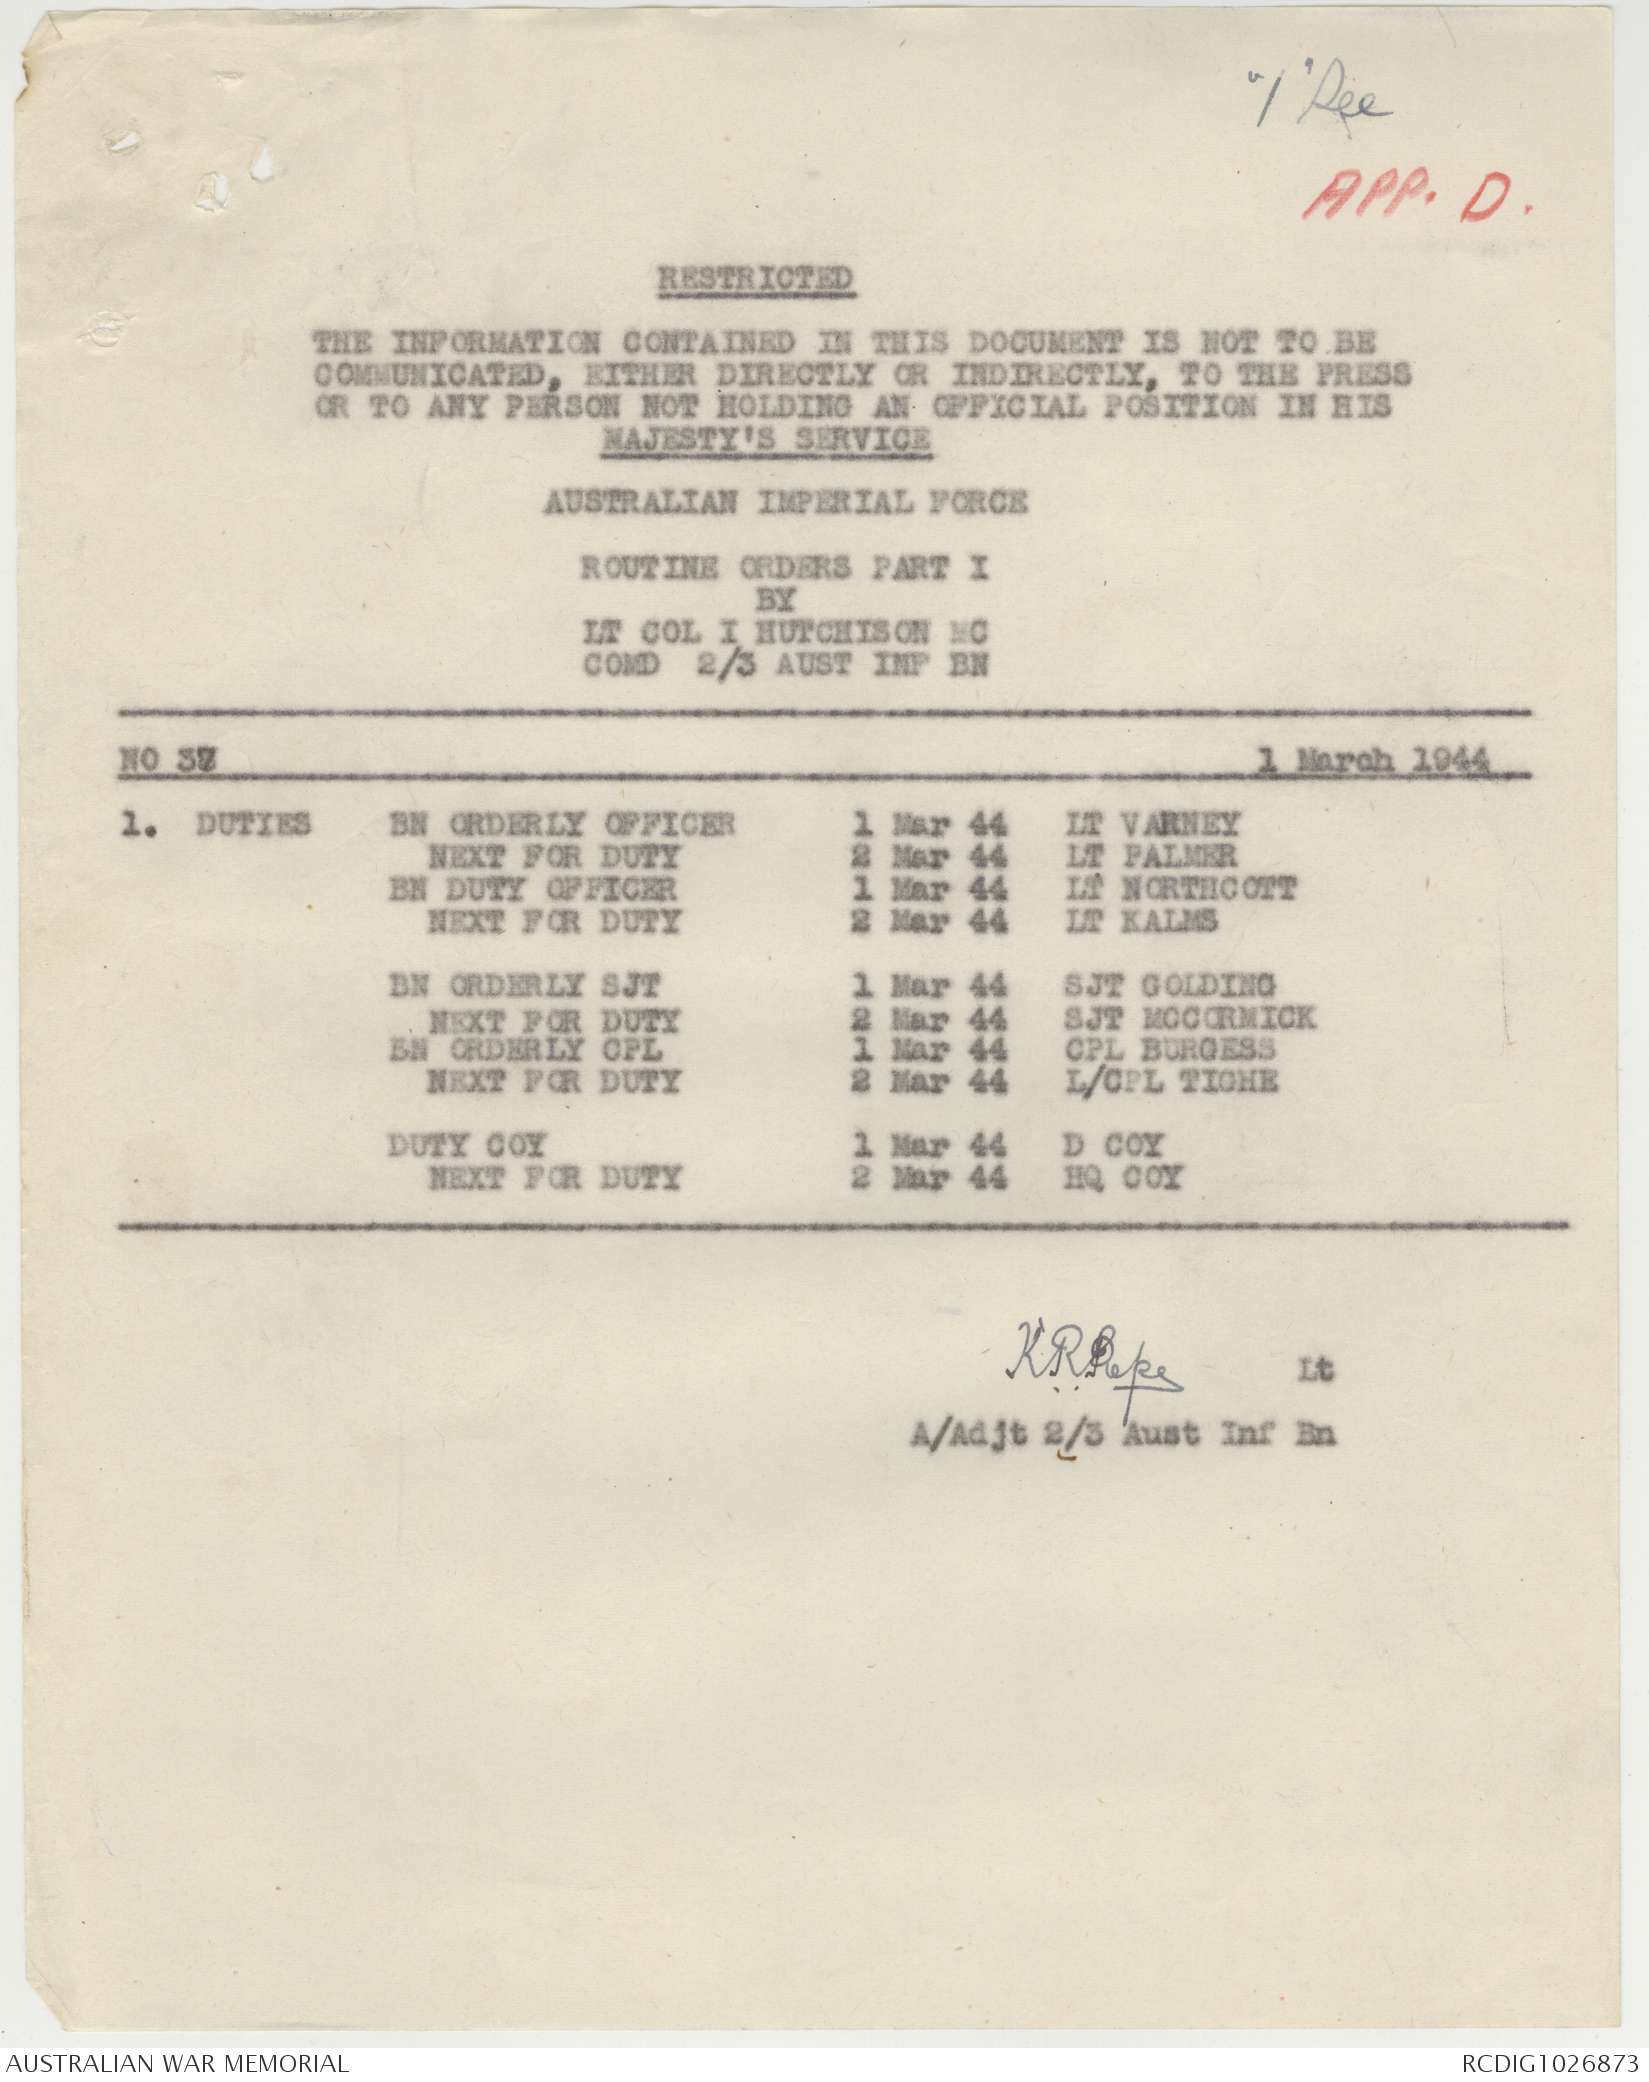 APP. D.
RESTRICTED
THE INFORMATION CONTAINED IN THIS DOCUMENT IS NOT TO BE
COMMUNICATED, EITHER DIRECTLY OR INDIRECTLY, TO THE PRESS
OR TO ANY PERSON NOT HOLDING AN OFFICIAL POSITION IN HIS
MAJESTY'S SERVICE
AUSTRALIAN IMPERIAL FORCE
ROUTINE ORDERS PART I
BY
LT COL I HUTCHISON MC
COMD 2/3 AUST INF BN
NO 37 1 March 1944
1. DUTIES BN ORDERLY OFFICER 1 Mar 44 LT VARNEY
NEXT FOR DUTY 2 Mar 44 LT PALMER
BN DUTY OFFICER 1 Mar 44 LT NORTHCOTT
NEXT FOR DUTY 2 Mar 44 LT KALMS
BN ORDERLY SJT 1 Mar 44 SJT GOLDING
NEXT FOR DUTY 2 Mar 44 SJT MCCORMICK
BN ORDERLY CPL 1 Mar 44 CPL BURGESS
NEXT FOR DUTY 2 Mar 44 L/CPL TIGHE
DUTY COY 1 Mar 44 D COY
NEXT FOR DUTY 2 Mar 44 HQ COY
Lt
A/Adjt 2/3 Aust Inf Bn
AUSTRALIAN WAR MEMORIAL RCDIG1026873